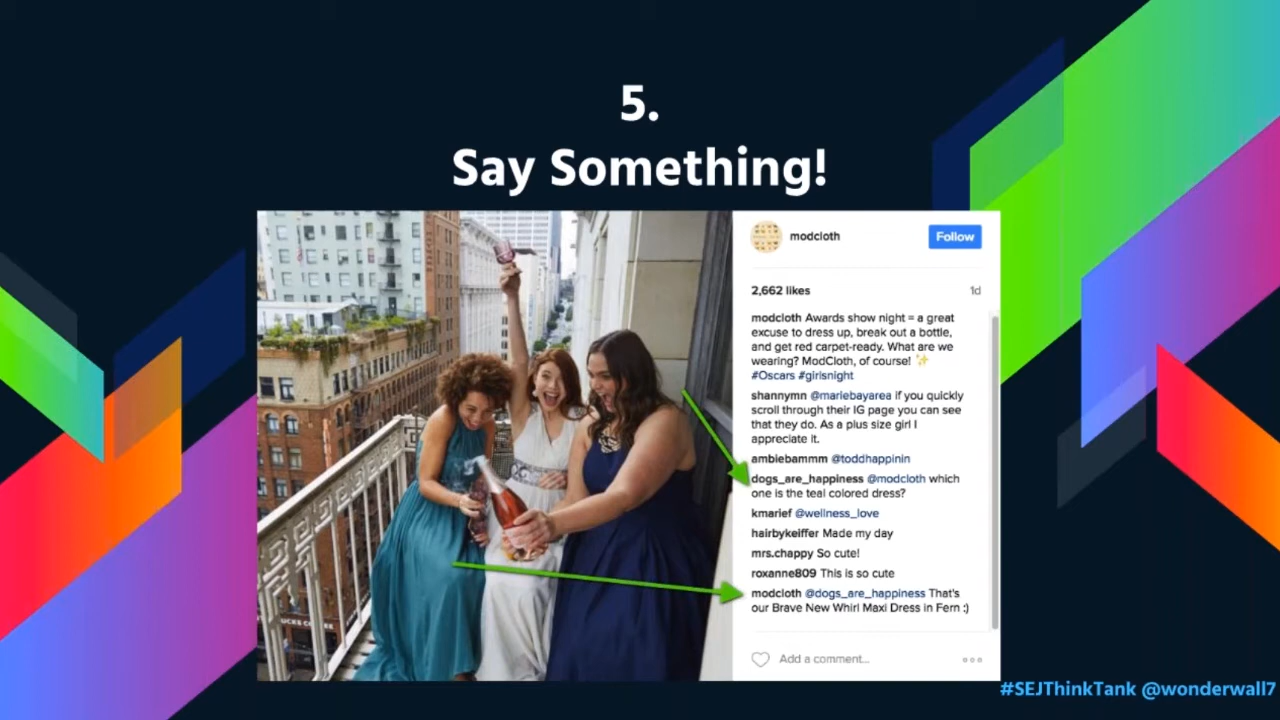 5.
Say Something!
modcloth
Follow
2,662 likes
1d
modcloth Awards show night = a great
excuse to dress up, break out a bottle,
and get red carpet-ready. What are we
wearing? ModCloth, of course! ✨
#Oscars #girlsnight
shannymn @mariebayarea if you quickly
scroll through their IG page you can see
that they do. As a plus size girl I
appreciate it.
ambiebammm @toddhappinin
dogs_are_happiness @modcloth which
one is the teal colored dress?
kmarief @wellness_love
hairbykeiffer Made my day
mrs.chappy So cute!
roxanne809 This is so cute
modcloth @dogs_are_happiness That's
our Brave New Whirl Maxi Dress in Fern :)
Add a comment...
#SEJThinkTank @wonderwall7